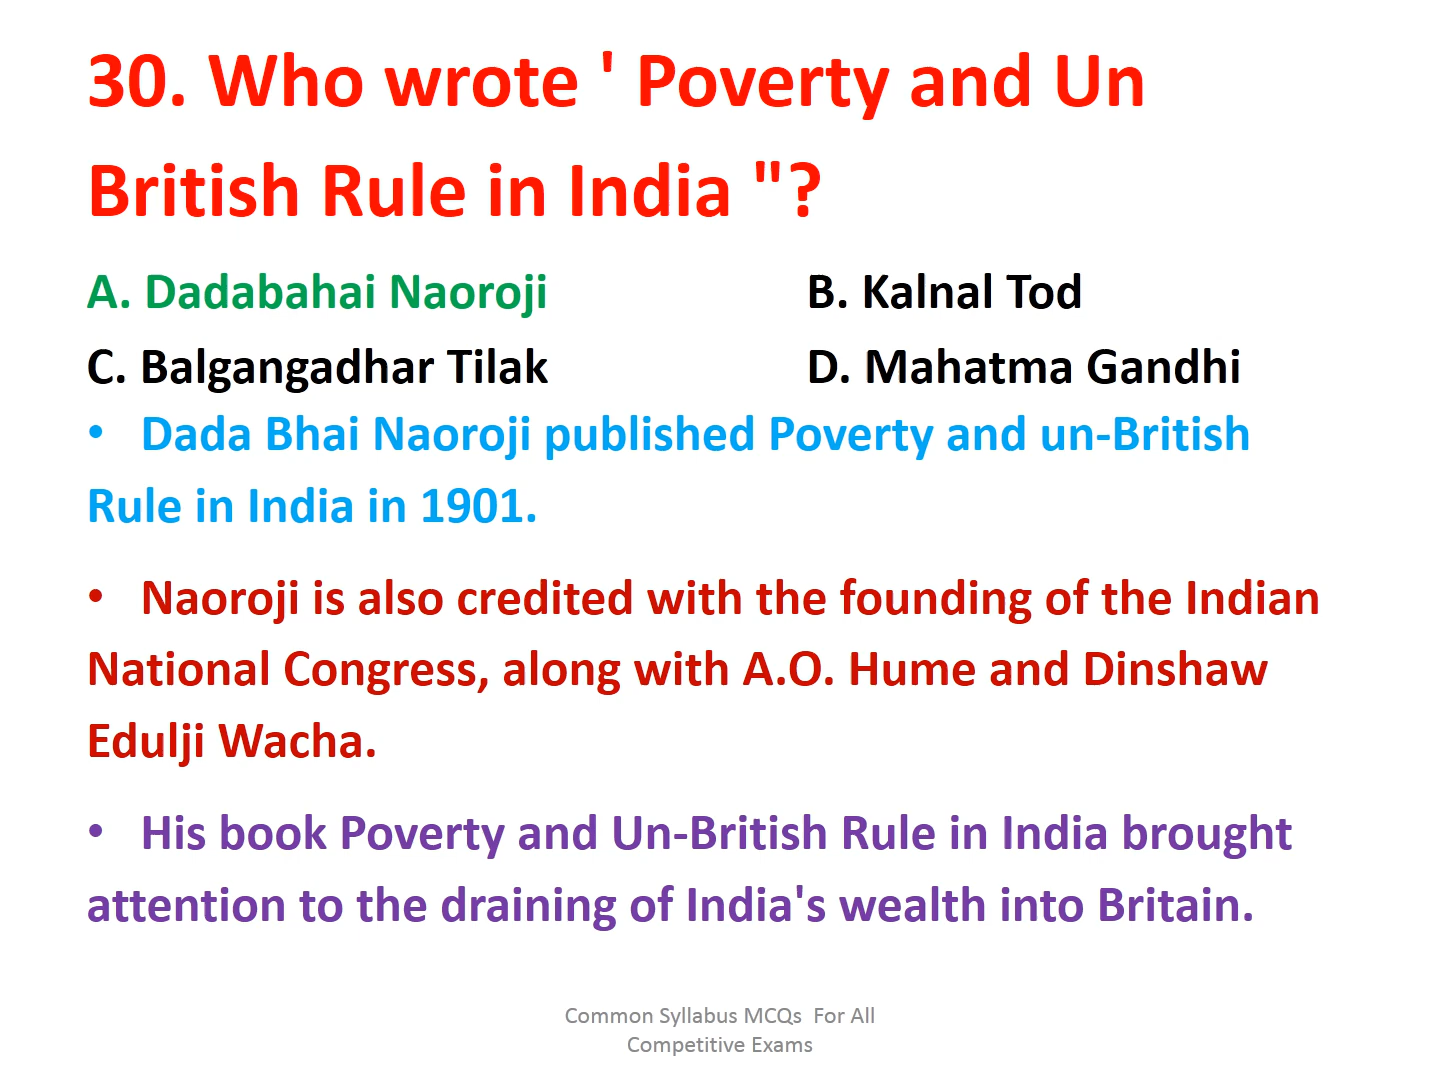 30. Who wrote ' Poverty and Un
British Rule in India "?
A. Dadabahai Naoroji B. Kalnal Tod
C. Balgangadhar Tilak D. Mahatma Gandhi
• Dada Bhai Naoroji published Poverty and un-British
Rule in India in 1901.
• Naoroji is also credited with the founding of the Indian
National Congress, along with A.O. Hume and Dinshaw
Edulji Wacha.
• His book Poverty and Un-British Rule in India brought
attention to the draining of India's wealth into Britain.
Common Syllabus MCQs For All
Competitive Exams